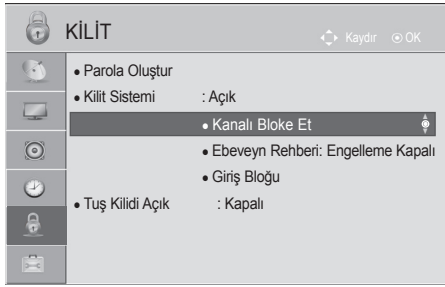 KİLİT
Kaydır OK
• Parola Oluştur
• Kilit Sistemi : Açık
• Kanalı Bloke Et
• Ebeveyn Rehberi: Engelleme Kapalı
• Giriş Bloğu
• Tuş Kilidi Açık : Kapalı